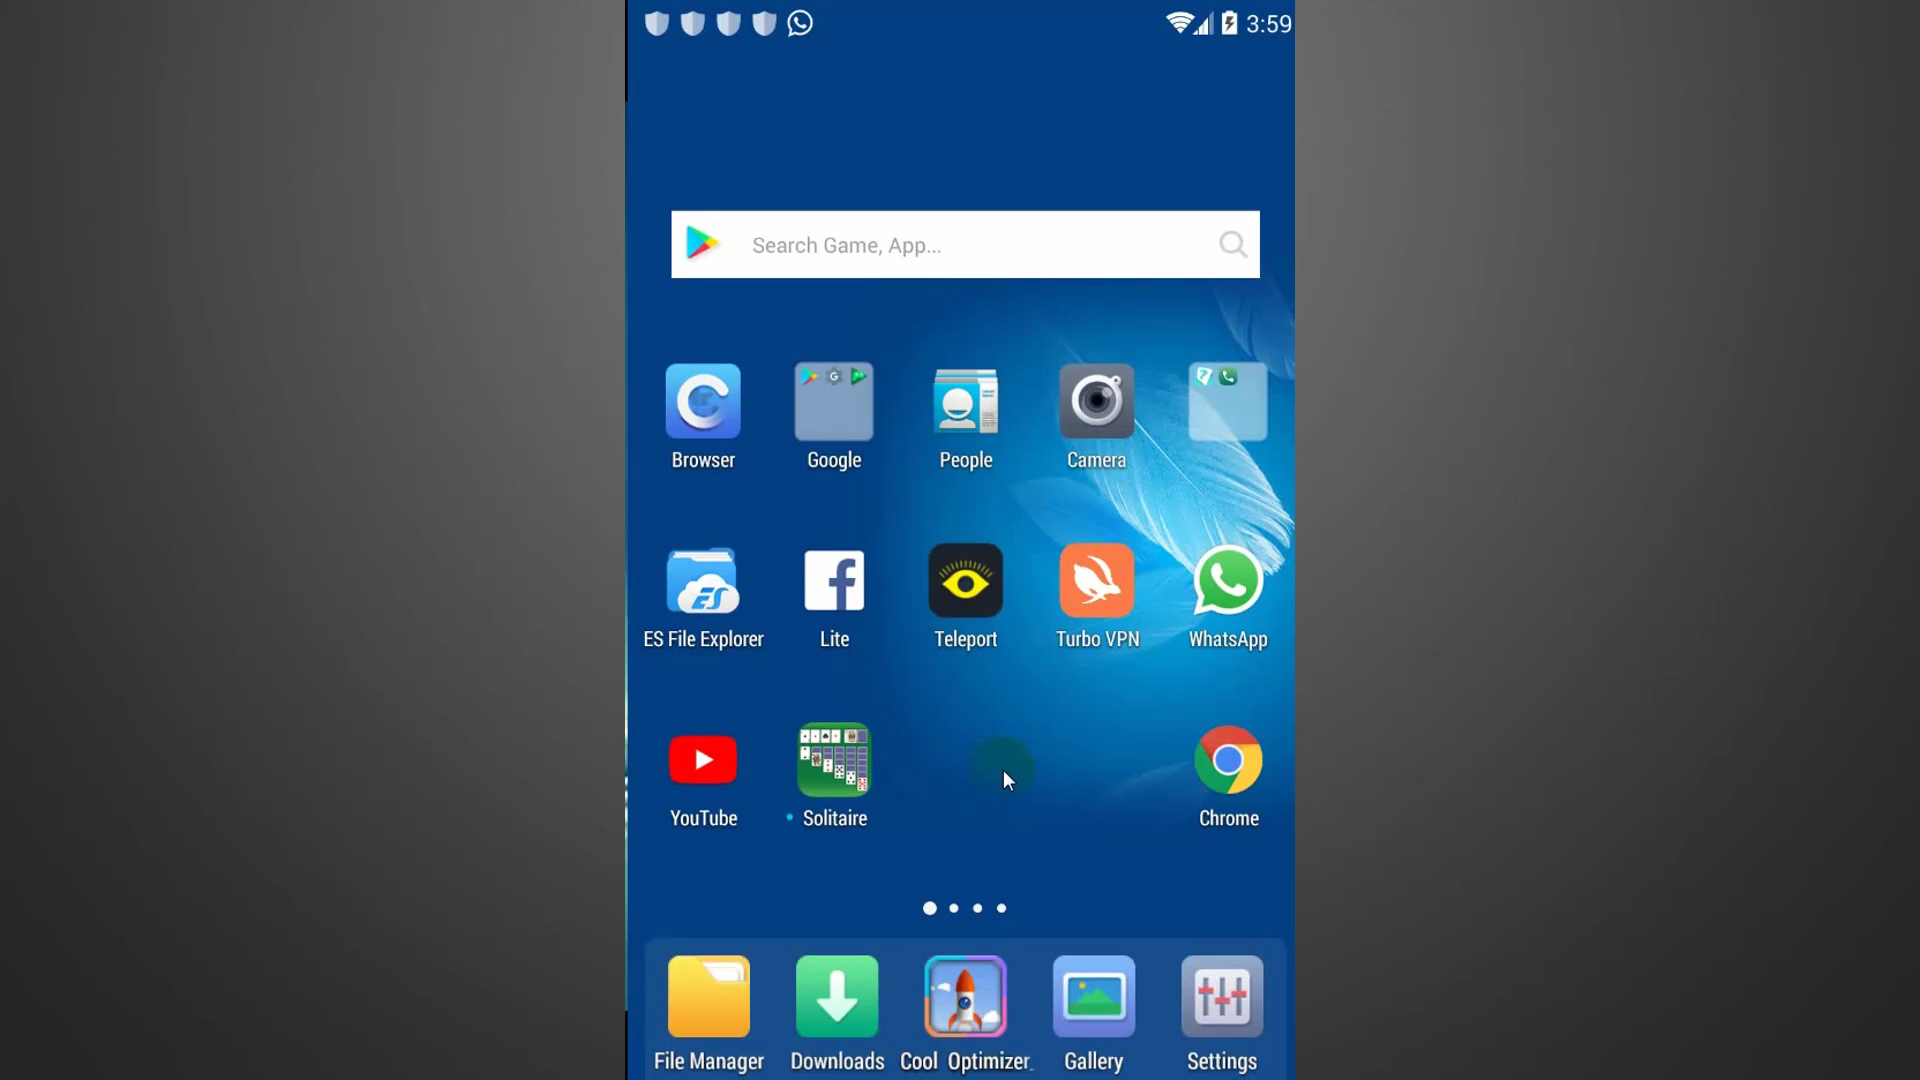 3:59
Search Game, App...
Browser
Google
People
Camera
ES File Explorer
Lite
Teleport
Turbo VPN
WhatsApp
YouTube
Solitaire
Chrome
File Manager
Downloads
Cool Optimizer
Gallery
Settings